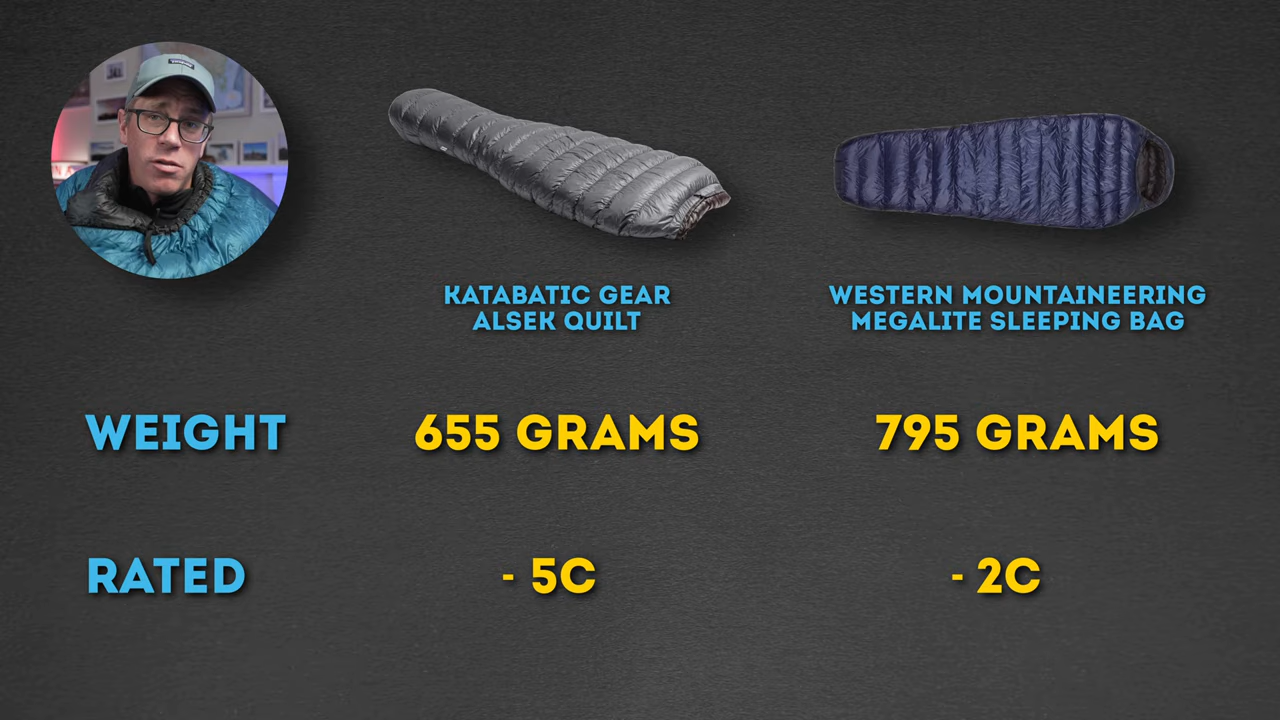 KATABATIC GEAR
ALSEK QUILT
WESTERN MOUNTAINEERING
MEGALITE SLEEPING BAG
WEIGHT
655 GRAMS
795 GRAMS
RATED
- 5C
- 2C